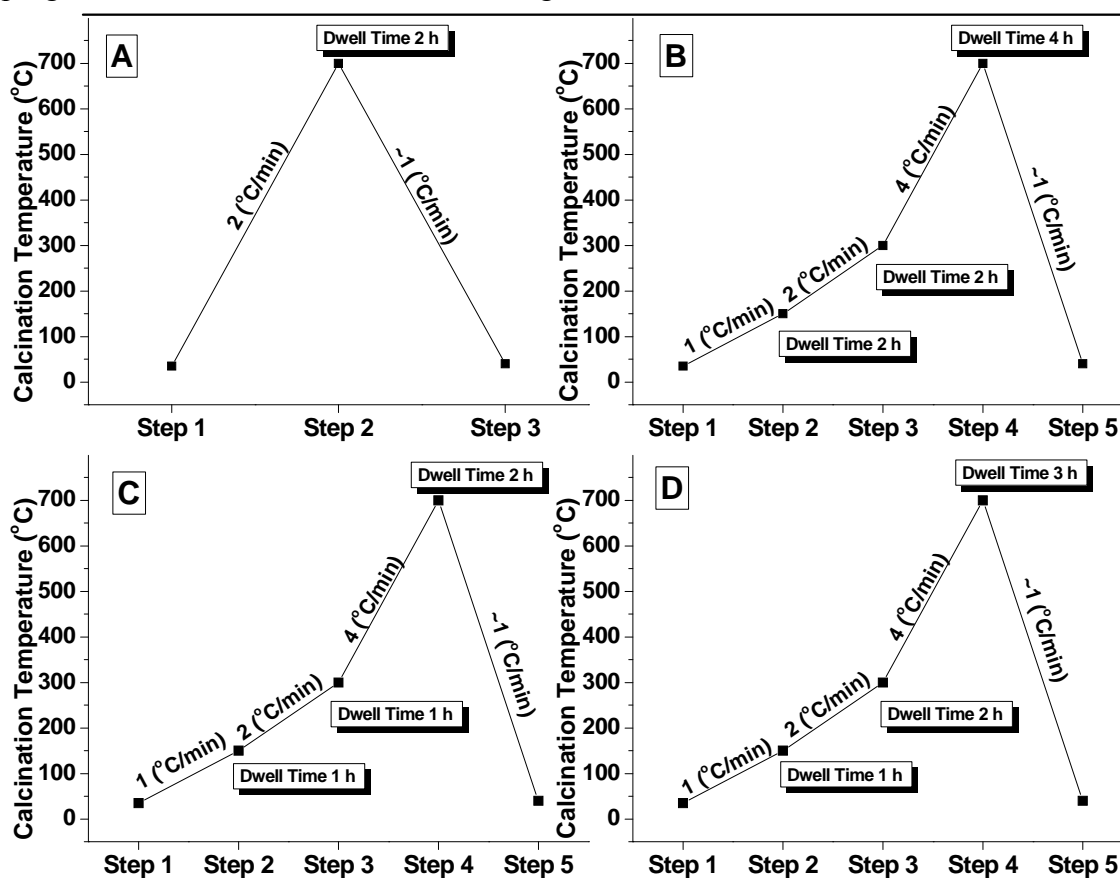 A
Dwell Time 2 h
Calcination Temperature (°C)
700
600
500
400
300
200
100
0
2 (°C/min)
~1 (°C/min)
Step 1 Step 2 Step 3
B
Dwell Time 4 h
Calcination Temperature (°C)
700
600
500
400
300
200
100
0
1 (°C/min)
2 (°C/min)
4 (°C/min)
~1 (°C/min)
Dwell Time 2 h
Dwell Time 2 h
Step 1 Step 2 Step 3 Step 4 Step 5
C
Dwell Time 2 h
Calcination Temperature (°C)
700
600
500
400
300
200
100
0
1 (°C/min)
2 (°C/min)
4 (°C/min)
~1 (°C/min)
Dwell Time 1 h
Dwell Time 1 h
Step 1 Step 2 Step 3 Step 4 Step 5
D
Dwell Time 3 h
Calcination Temperature (°C)
700
600
500
400
300
200
100
0
1 (°C/min)
2 (°C/min)
4 (°C/min)
~1 (°C/min)
Dwell Time 2 h
Dwell Time 1 h
Step 1 Step 2 Step 3 Step 4 Step 5